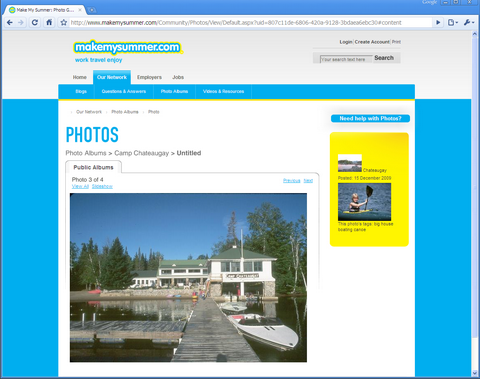 Make My Summer: Photo G
Google
http://www.makemysummer.com/Community/Photos/View/Default.aspx?uid=807c11de-6806-420a-9128-3bdaea6ebc30#content
Login| Create Account| Print
makemysummer.com
work travel enjoy
Your search text here
Search
Home
Our Network
Employers
Jobs
Blogs
Questions & Answers
Photo Albums
Videos & Resources
Our Network
Photo Albums
Photo
Need help with Photos?
PHOTOS
Photo Albums > Camp Chateaugay > Untitled
Public Albums
Photo 3 of 4
View All Slideshow
Previous Next
Chateaugay
Posted: 15 December 2009
This photo's tags: big house
boating canoe
CAMP CHATEAUGAY